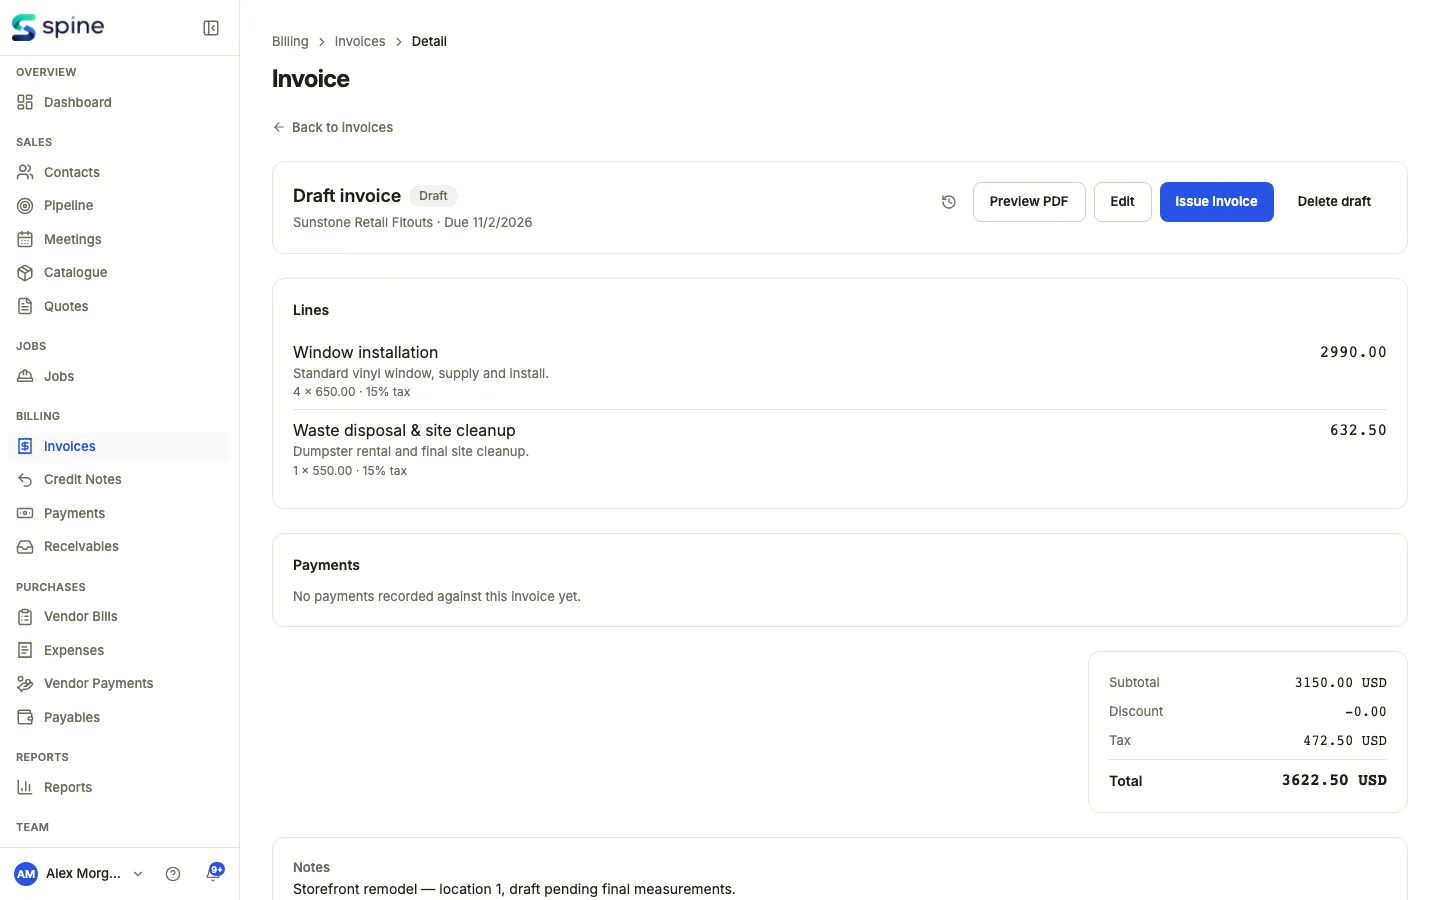 spine
OVERVIEW
Dashboard
SALES
Contacts
Pipeline
Meetings
Catalogue
Quotes
JOBS
Jobs
BILLING
Invoices
Credit Notes
Payments
Receivables
PURCHASES
Vendor Bills
Expenses
Vendor Payments
Payables
REPORTS
Reports
TEAM
AM Alex Morg... 9+
Billing > Invoices > Detail
Invoice
Back to invoices
Draft invoice Draft
Sunstone Retail Fitouts · Due 11/2/2026
Preview PDF Edit Issue invoice Delete draft
Lines
Window installation 2990.00
Standard vinyl window, supply and install.
4 × 650.00 · 15% tax
Waste disposal & site cleanup 632.50
Dumpster rental and final site cleanup.
1 × 550.00 · 15% tax
Payments
No payments recorded against this invoice yet.
Subtotal 3150.00 USD
Discount -0.00
Tax 472.50 USD
Total 3622.50 USD
Notes
Storefront remodel — location 1, draft pending final measurements.